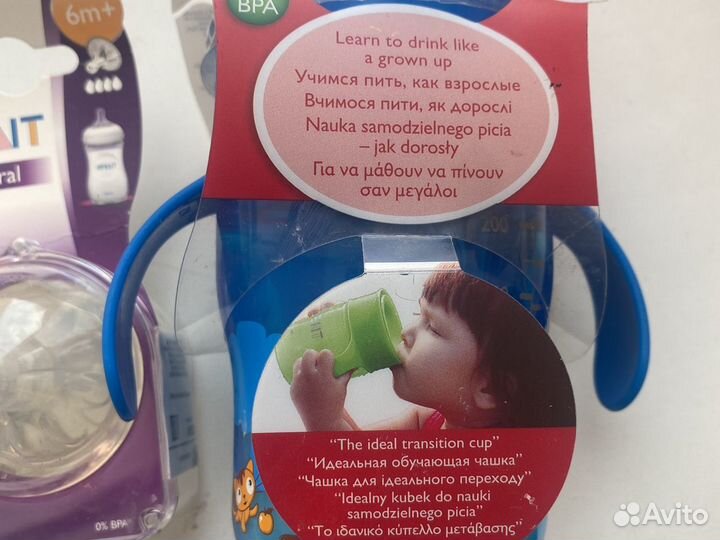 6m+
BPA
Learn to drink like
a grown up
Учимся пить, как взрослые
Вчимося пити, як дорослі
Nauka samodzielnego picia
– jak dorosły
Για να μάθουν να πίνουν
σαν μεγάλοι
200
“The ideal transition cup”
“Идеальная обучающая чашка”
“Чашка для ідеального переходу”
“Idealny kubek do nauki
samodzielnego picia”
“Το ιδανικό κύπελλο μετάβασης”
0% BPA
Avito